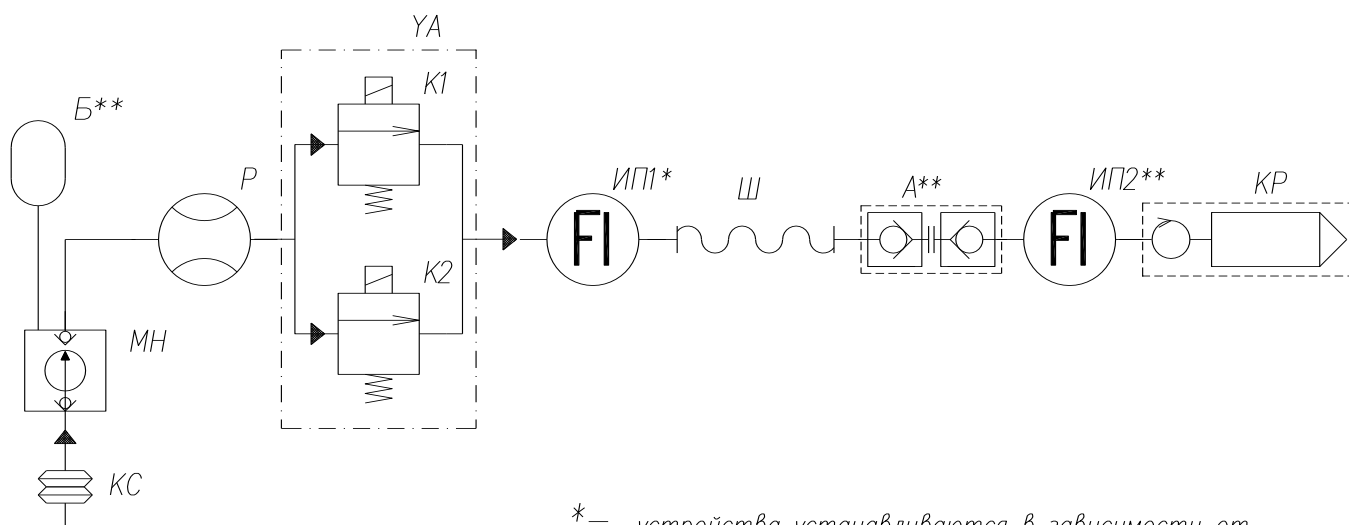 YA
K1
Б**
Р
ИП1*
Ш
А**
ИП2**
КР
FI
FI
K2
МН
КС
*— устройства устанавливаются в зависимости от